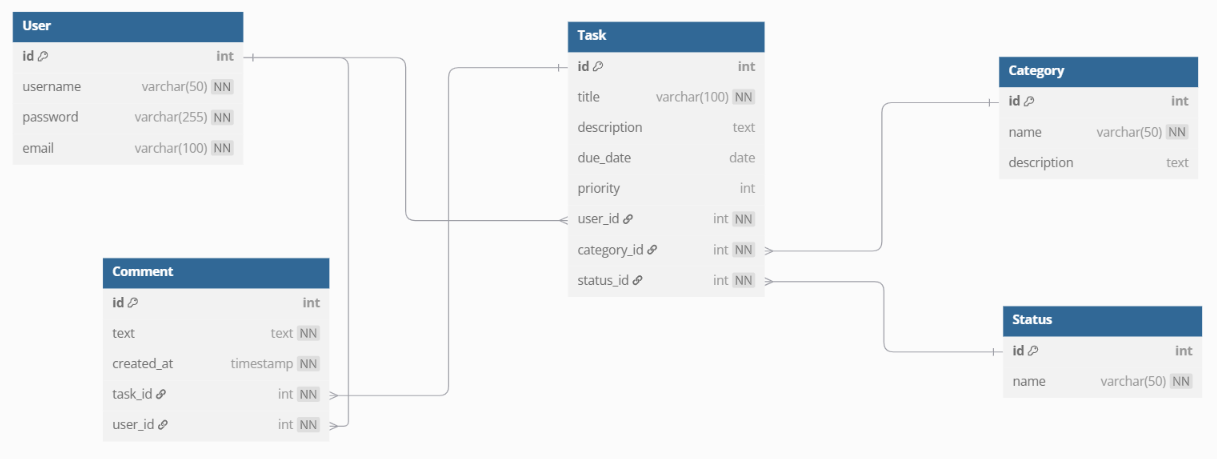 User
id int
username varchar(50) NN
password varchar(255) NN
email varchar(100) NN
Task
id int
title varchar(100) NN
description text
due_date date
priority int
user_id int NN
category_id int NN
status_id int NN
Category
id int
name varchar(50) NN
description text
Comment
id int
text text NN
created_at timestamp NN
task_id int NN
user_id int NN
Status
id int
name varchar(50) NN